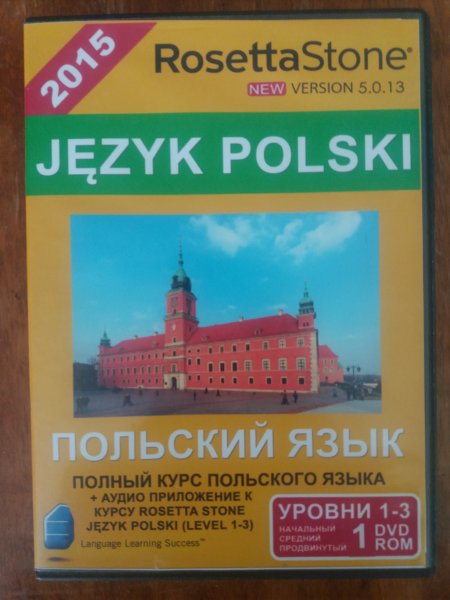 2015
RosettaStone®
NEW VERSION 5.0.13
JĘZYK POLSKI
ПОЛЬСКИЙ ЯЗЫК
ПОЛНЫЙ КУРС ПОЛЬСКОГО ЯЗЫКА
+ АУДИО ПРИЛОЖЕНИЕ К
КУРСУ ROSETTA STONE
JĘZYK POLSKI (LEVEL 1-3)
Language Learning Success™
УРОВНИ 1-3
НАЧАЛЬНЫЙ
СРЕДНИЙ
ПРОДВИНУТЫЙ
1 DVD
ROM